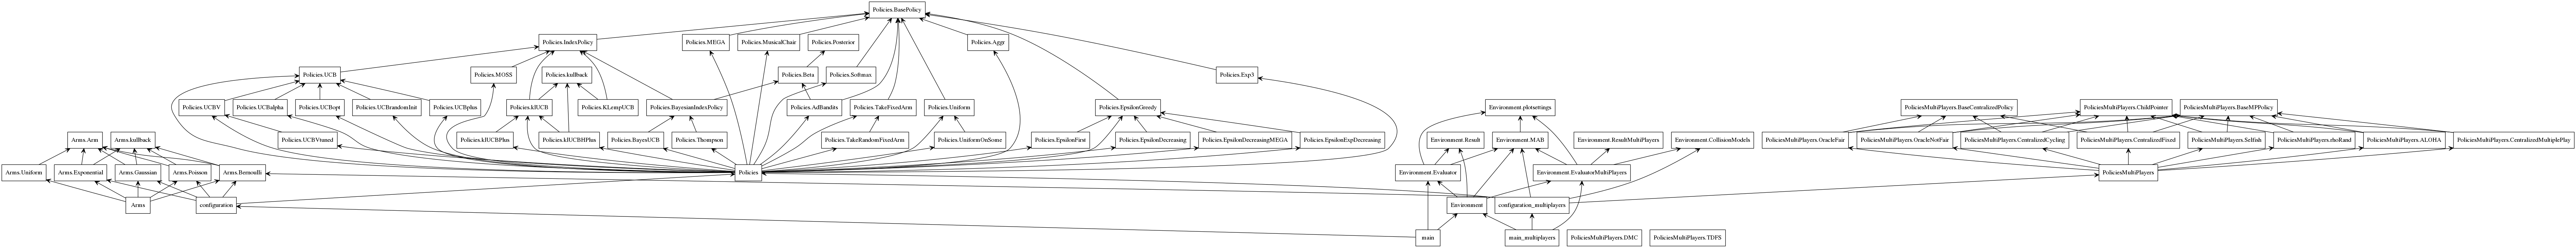 Policies.BasePolicy
Policies.IndexPolicy
Policies.MEGA
Policies.MusicalChair
Policies.Posterior
Policies.Aggr
Policies.UCB
Policies.MOSS
Policies.kullback
Policies.Beta
Policies.Softmax
Policies.Exp3
Policies.UCBV
Policies.UCBalpha
Policies.UCBopt
Policies.UCBrandomInit
Policies.UCBplus
Policies.klUCB
Policies.KLempUCB
Policies.BayesianIndexPolicy
Policies.AdBandits
Policies.TakeFixedArm
Policies.Uniform
Policies.EpsilonGreedy
Environment.plotsettings
PoliciesMultiPlayers.BaseCentralizedPolicy
PoliciesMultiPlayers.ChildPointer
PoliciesMultiPlayers.BaseMPPolicy
Arms.Arm
Arms.kullback
Policies.UCBVtuned
Policies.klUCBPlus
Policies.klUCBHPlus
Policies.BayesUCB
Policies.Thompson
Policies.TakeRandomFixedArm
Policies.UniformOnSome
Policies.EpsilonFirst
Policies.EpsilonDecreasing
Policies.EpsilonDecreasingMEGA
Policies.EpsilonExpDecreasing
Environment.Result
Environment.MAB
Environment.ResultMultiPlayers
Environment.CollisionModels
PoliciesMultiPlayers.OracleFair
PoliciesMultiPlayers.OracleNotFair
PoliciesMultiPlayers.CentralizedCycling
PoliciesMultiPlayers.CentralizedFixed
PoliciesMultiPlayers.Selfish
PoliciesMultiPlayers.rhoRand
PoliciesMultiPlayers.ALOHA
PoliciesMultiPlayers.CentralizedMultiplePlay
Arms.Uniform
Arms.Exponential
Arms.Gaussian
Arms.Poisson
Arms.Bernoulli
Policies
Environment.Evaluator
Environment.EvaluatorMultiPlayers
PoliciesMultiPlayers
Arms
configuration
Environment
configuration_multiplayers
main
main_multiplayers
PoliciesMultiPlayers.DMC
PoliciesMultiPlayers.TDFS